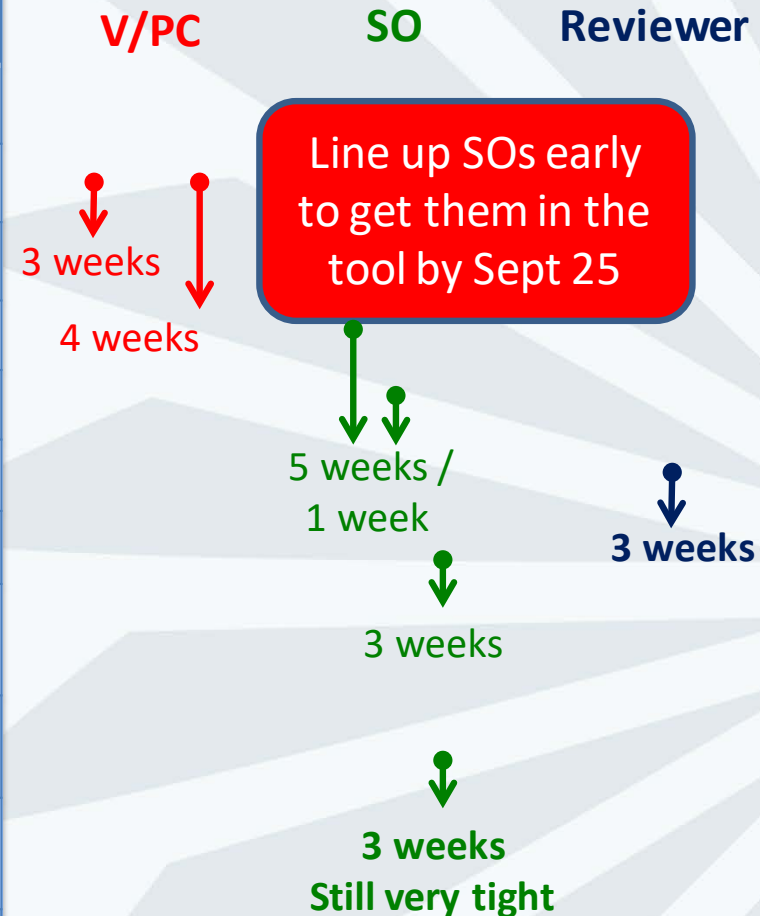 V/PC SO Reviewer
Line up SOs early
to get them in the
tool by Sept 25
3 weeks
4 weeks
5 weeks /
1 week
3 weeks
3 weeks
3 weeks
Still very tight